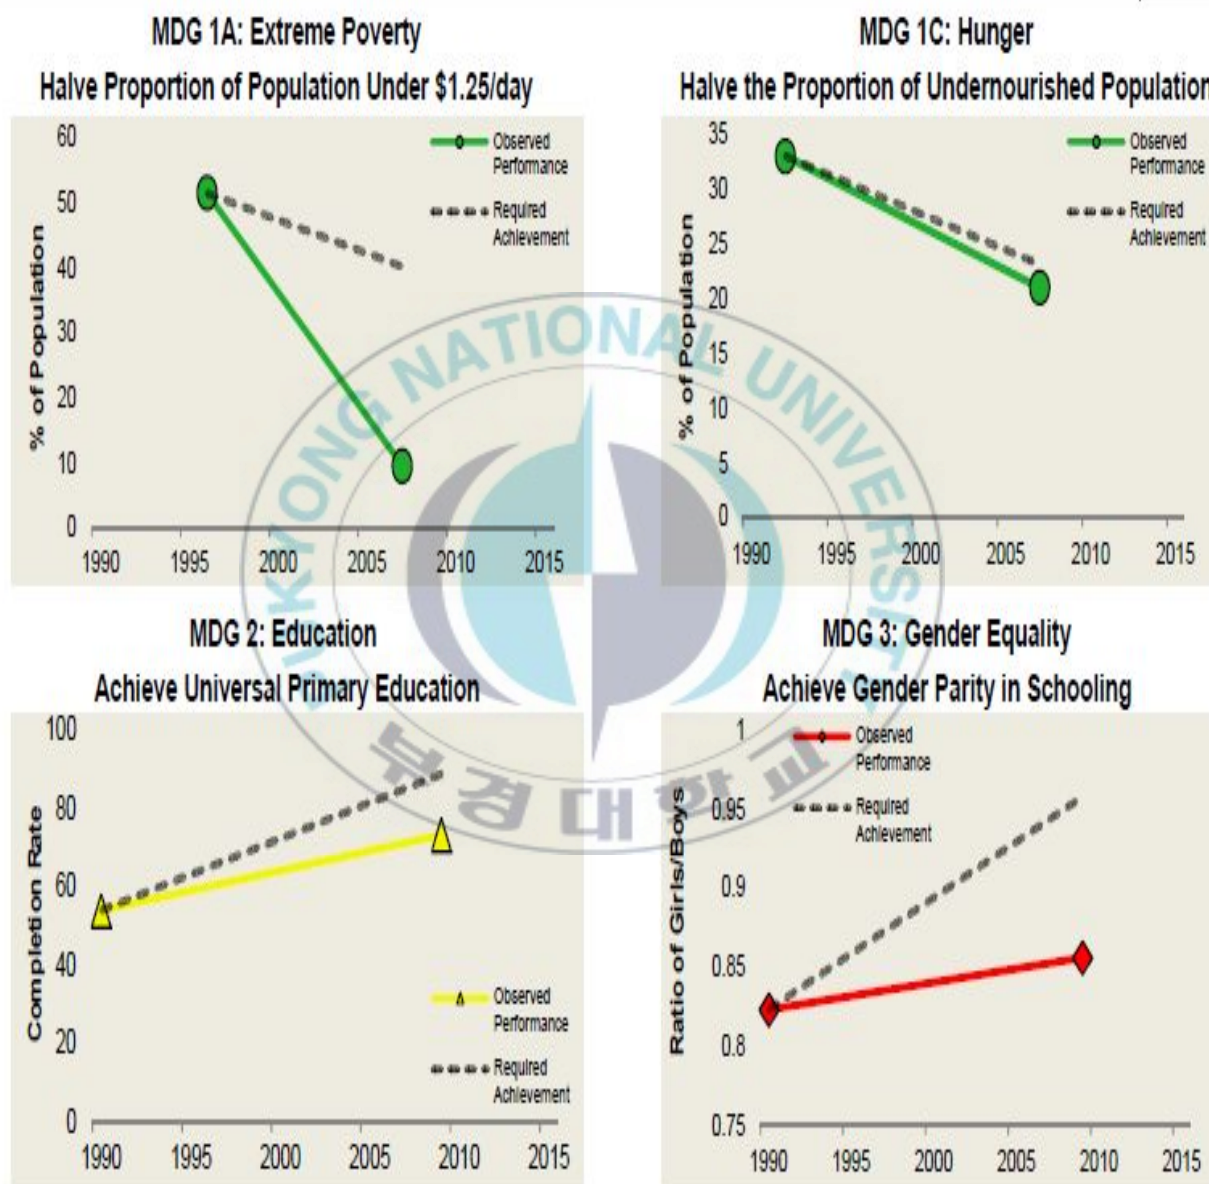 MDG 1A: Extreme Poverty
Halve Proportion of Population Under $1.25/day
60
50
40
30
20
10
0
% of Population
Observed
Performance
Required
Achievement
1990 1995 2000 2005 2010 2015
MDG 1C: Hunger
Halve the Proportion of Undernourished Population
35
30
25
20
15
10
5
0
% of Population
Observed
Performance
Required
Achievement
1990 1995 2000 2005 2010 2015
PUKYONG NATIONAL UNIVERSITY
부경대학교
MDG 2: Education
Achieve Universal Primary Education
100
80
60
40
20
0
Completion Rate
Observed
Performance
Required
Achievement
1990 1995 2000 2005 2010 2015
MDG 3: Gender Equality
Achieve Gender Parity in Schooling
1
0.95
0.9
0.85
0.8
0.75
Ratio of Girls/Boys
Observed
Performance
Required
Achievement
1990 1995 2000 2005 2010 2015